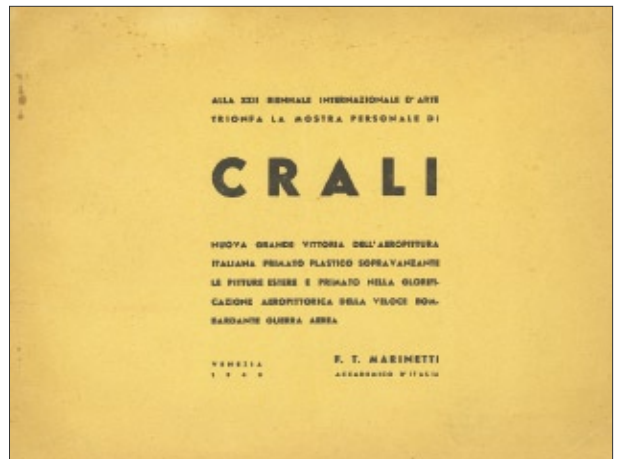 ALLA XXII BIENNALE INTERNAZIONALE D'ARTE
TRIONFA LA MOSTRA PERSONALE DI
CRALI
NUOVA GRANDE VITTORIA DELL'AEROPITTURA
ITALIANA PRIMATO PLASTICO SOPRAVANZANTE
LE PITTURE ESTERE E PRIMATO NELLA GLORIFI-
CAZIONE AEROPITTORICA DELLA VELOCE BOM-
BARDANTE GUERRA AEREA
F. T. MARINETTI
VENEZIA
ACCADEMICO D'ITALIA